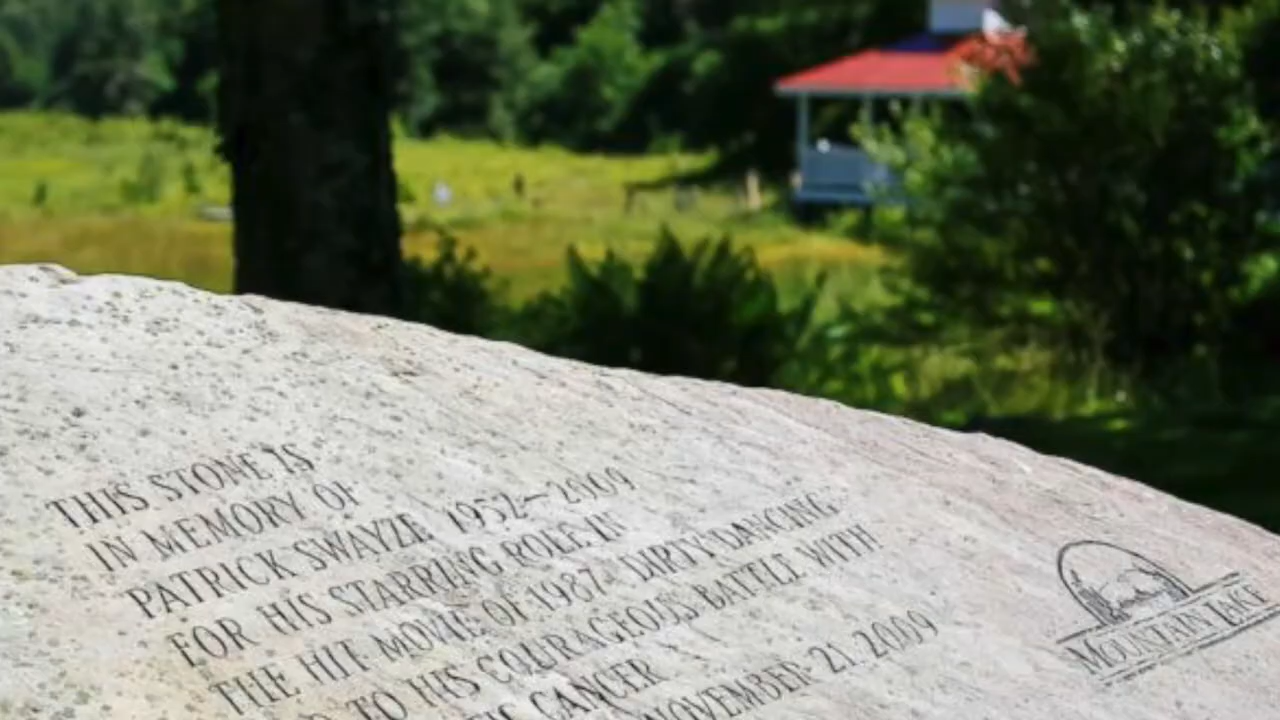 THIS STONE IS
IN MEMORY OF
PATRICK SWAYZE 1952–2009
FOR HIS STARRING ROLE IN
THE HIT MOVIE OF 1987 DIRTY DANCING
TO HIS COURAGEOUS BATTLE WITH
CANCER
NOVEMBER 21, 2009
MOUNTAIN LAKE